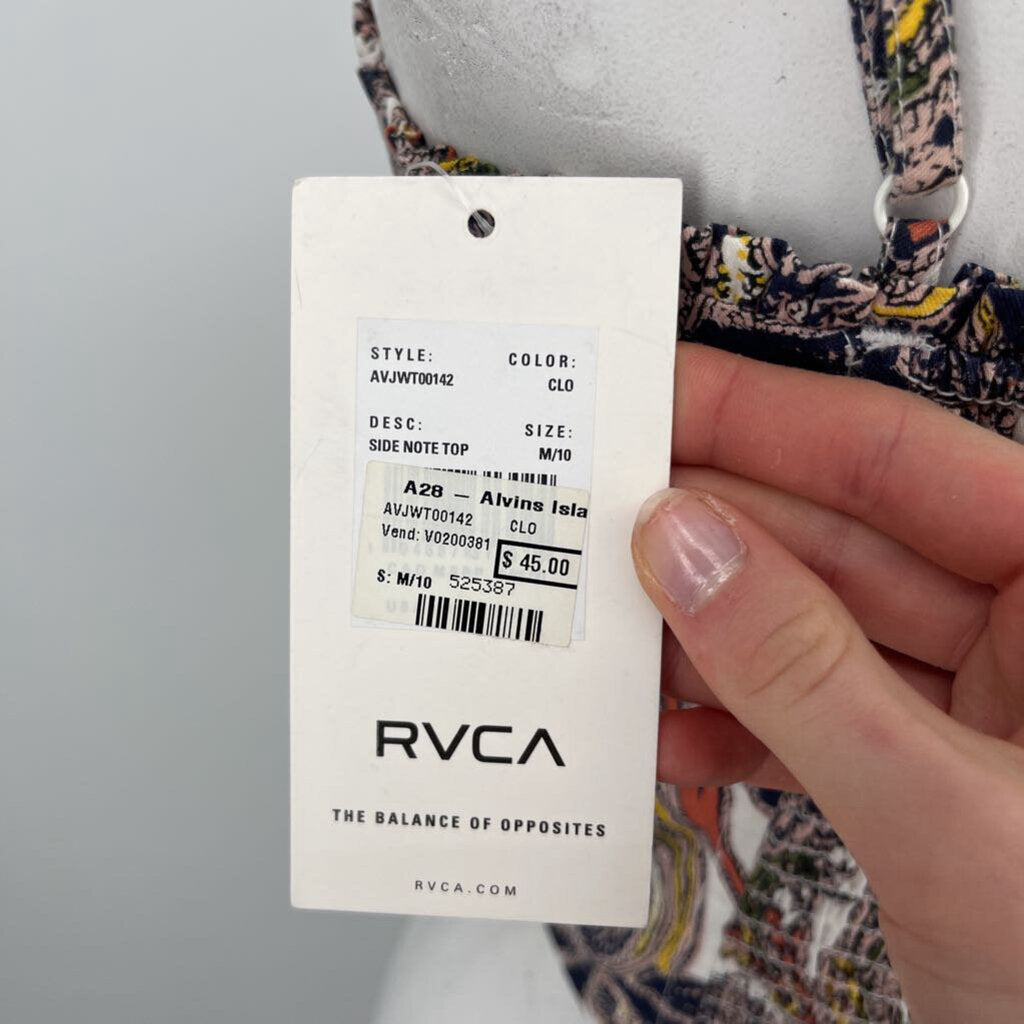 STYLE: COLOR:
AVJWT00142 CLO
DESC: SIZE:
SIDE NOTE TOP M/10
A28 — Alvins Isla
AVJWT00142 CLO
Vend: V0200381
$ 45.00
S: M/10 525387
RVCA
THE BALANCE OF OPPOSITES
RVCA.COM